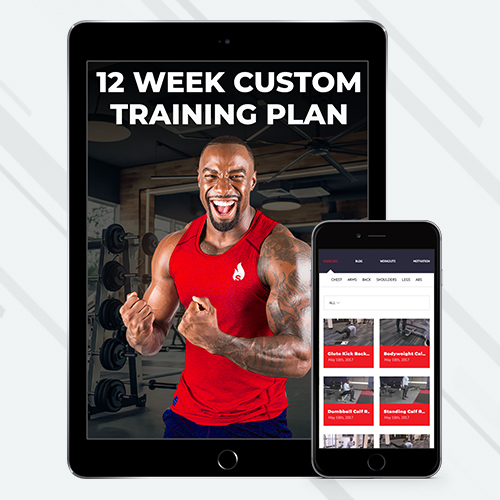 12 WEEK CUSTOM
TRAINING PLAN
EXERCISES BLOG WORKOUTS MOTIVATION
CHEST ARMS BACK SHOULDERS LEGS ABS
ALL
Glute Kick Back...
May 18th, 2017
Bodyweight Cal...
May 18th, 2017
Dumbbell Calf R...
May 18th, 2017
Standing Calf R...
May 18th, 2017